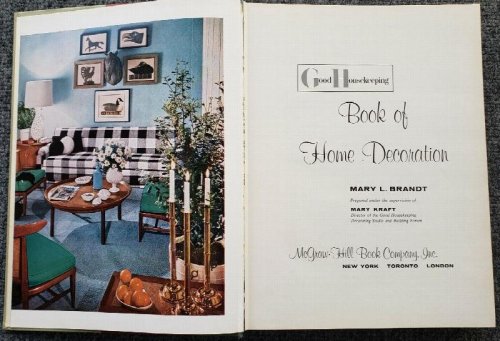 Good Housekeeping
Book of
Home Decoration
MARY L. BRANDT
Prepared under the supervision of
MARY KRAFT
Director of the Good Housekeeping
Decorating Studio and Building Forum
McGraw-Hill Book Company, Inc.
NEW YORK TORONTO LONDON